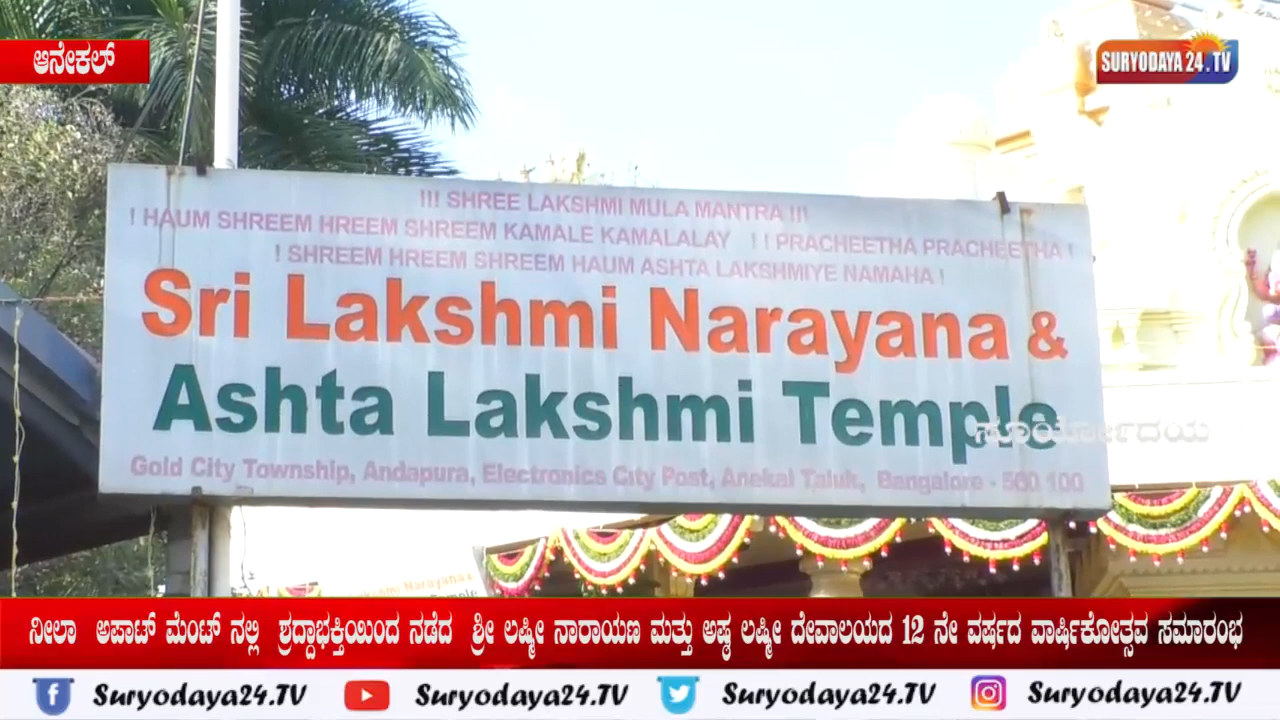 ಆನೇಕಲ್
SURYODAYA 24.TV
!!! SHREE LAKSHMI MULA MANTRA !!!
! HAUM SHREEM HREEM SHREEM KAMALE KAMALALAY ! ! PRACHEETHA PRACHEETHA !
! SHREEM HREEM SHREEM HAUM ASHTA LAKSHMIYE NAMAHA !
Sri Lakshmi Narayana &
Ashta Lakshmi Temple
ಸೂರ್ಯೋದಯ
Gold City Township, Andapura, Electronics City Post, Anekal Taluk, Bangalore - 560 100
ನೀಲಾ ಅಪಾಟ್ ಮೆಂಟ್ ನಲ್ಲಿ ಶ್ರದ್ದಾಭಕ್ತಿಯಿಂದ ನಡೆದ ಶ್ರೀ ಲಷ್ಮೀ ನಾರಾಯಣ ಮತ್ತು ಅಷ್ಠ ಲಷ್ಮೀ ದೇವಾಲಯದ 12 ನೇ ವರ್ಷದ ವಾರ್ಷಿಕೋತ್ಸವ ಸಮಾರಂಭ
Suryodaya24.TV Suryodaya24.TV Suryodaya24.TV Suryodaya24.TV